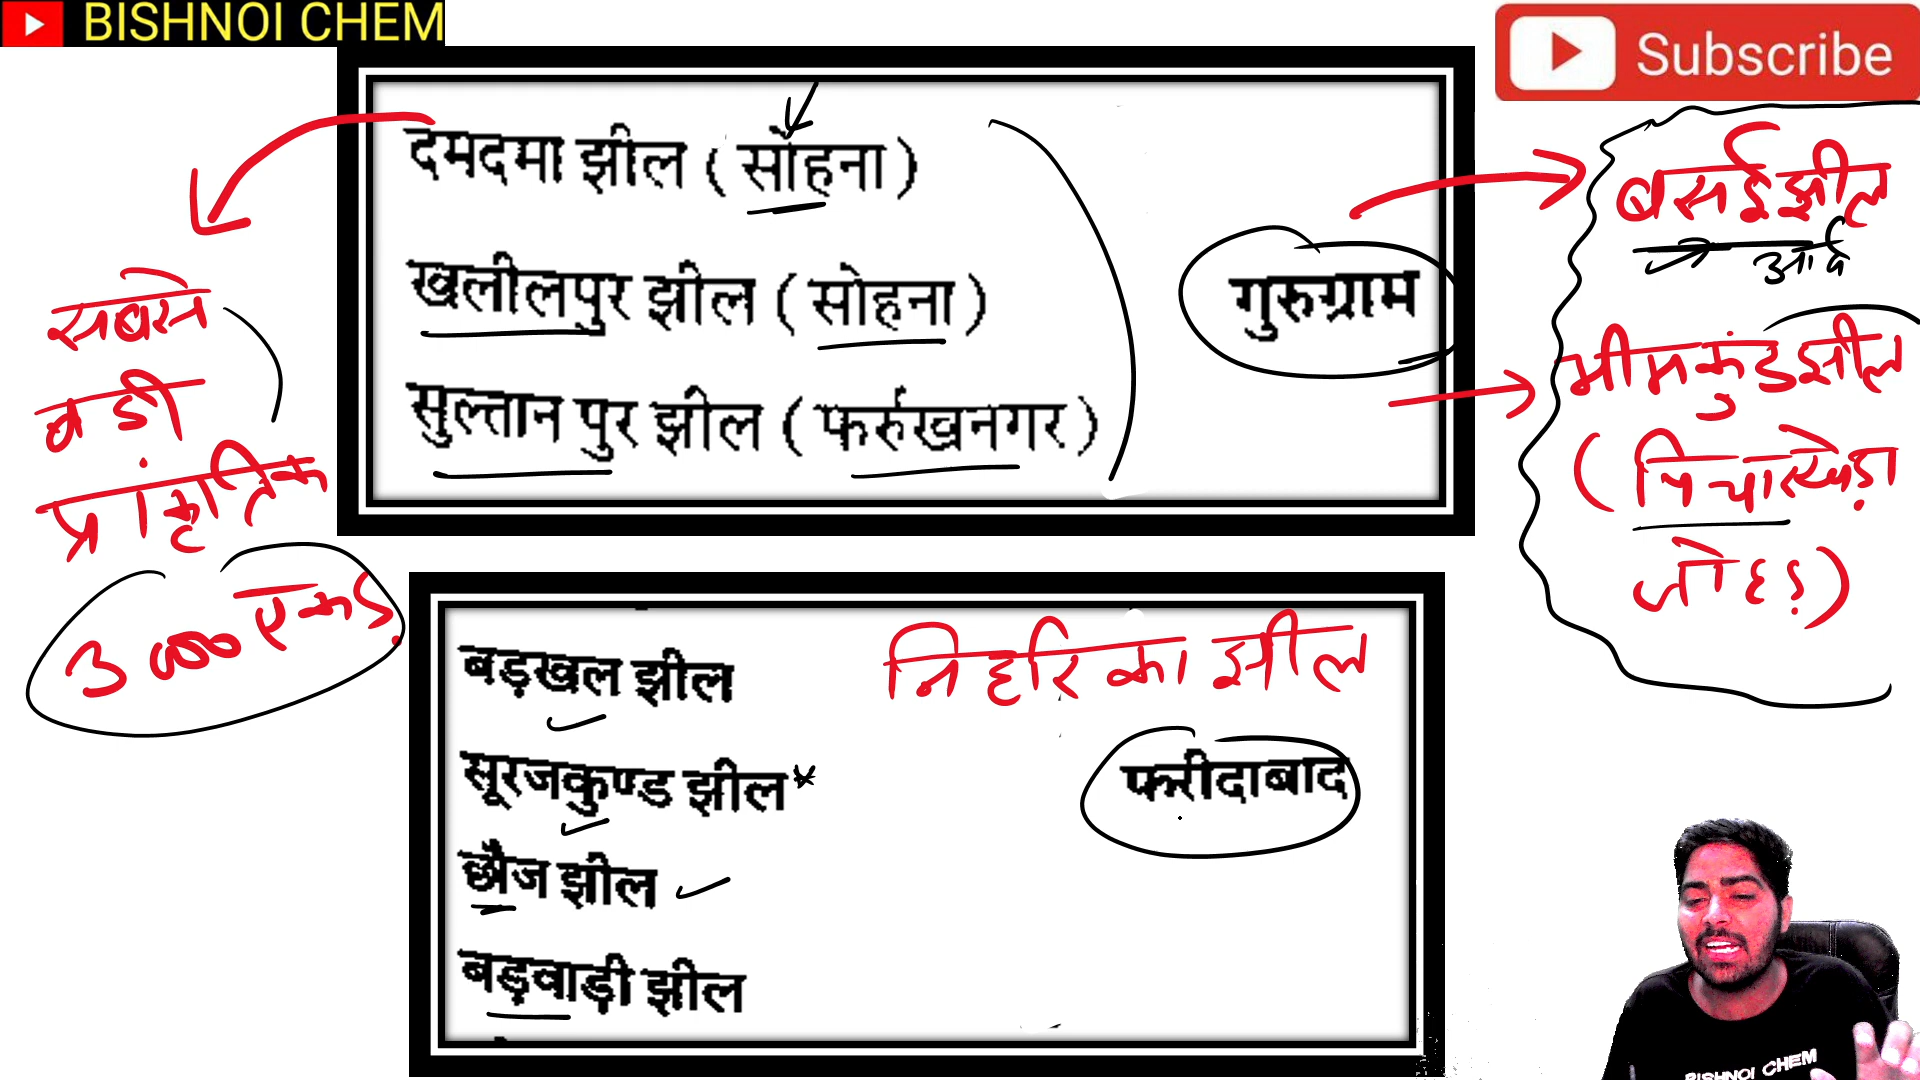 BISHNOI CHEM
Subscribe
दमदमा झील ( सोहना )
खलीलपुर झील ( सोहना )
सुल्तान पुर झील ( फर्रुखनगर )
गुरुग्राम
बसई झील
आर्द
भीमकुंड झील
(पिचोखेड़ा
जोहड़)
सबसे
बडी
प्रांकृतिक
3000 एकड़
बड़खल झील
निहरिका झील
सूरजकुण्ड झील*
फरीदाबाद
छौज झील
बड़वाड़ी झील
BISHNOI CHEM